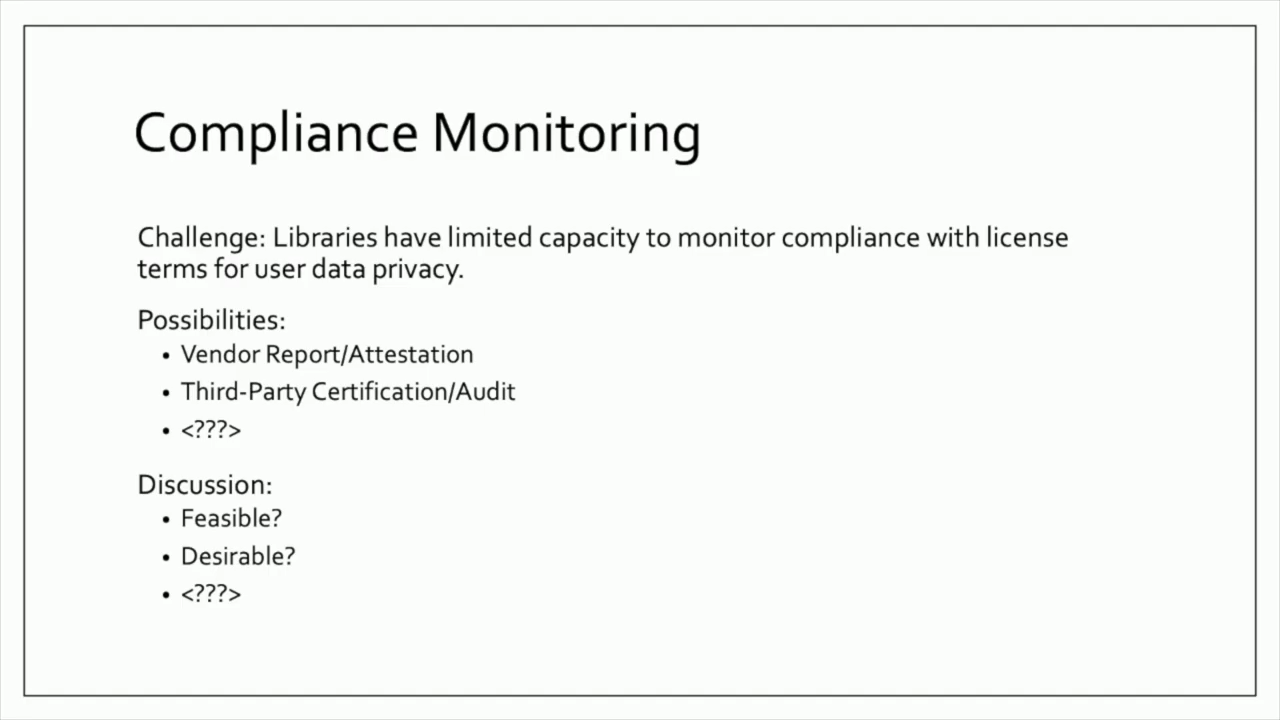 Compliance Monitoring
Challenge: Libraries have limited capacity to monitor compliance with license
terms for user data privacy.
Possibilities:
• Vendor Report/Attestation
• Third-Party Certification/Audit
• <???>
Discussion:
• Feasible?
• Desirable?
• <???>